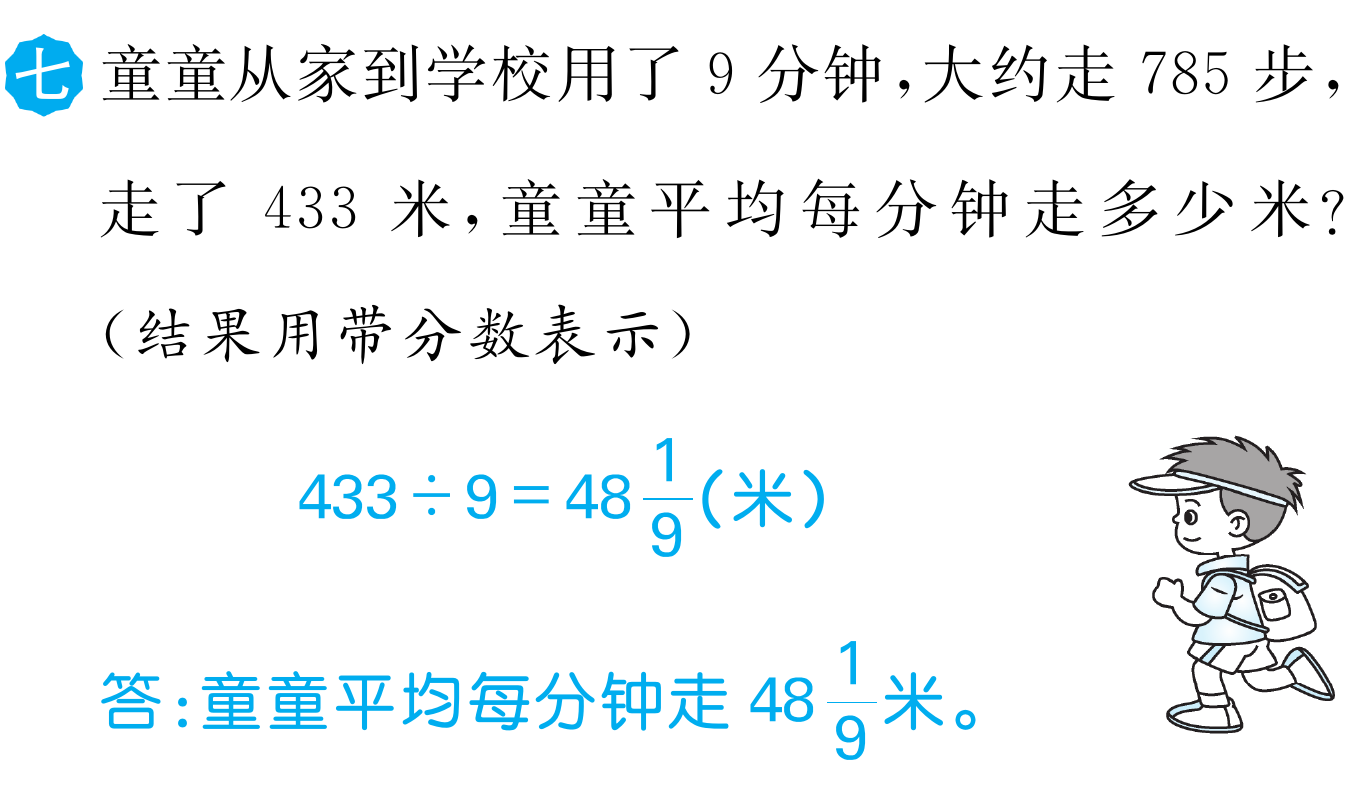 七 童童从家到学校用了 9 分钟,大约走 785 步,
走了 433 米,童童平均每分钟走多少米?
(结果用带分数表示)
433÷9=48 1/9(米)
答:童童平均每分钟走 48 1/9 米。